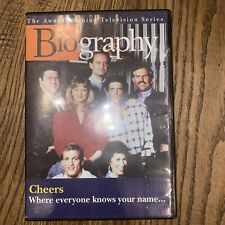 The Award-Winning Television Series
Biography
Cheers
Where everyone knows your name...